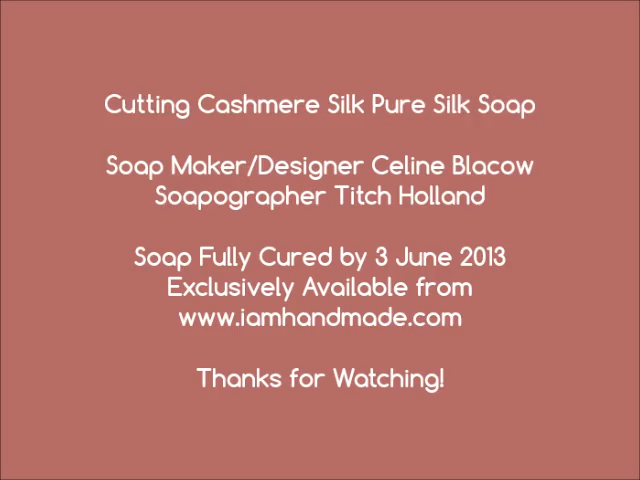 Cutting Cashmere Silk Pure Silk Soap
Soap Maker/Designer Celine Blacow
Soapographer Titch Holland
Soap Fully Cured by 3 June 2013
Exclusively Available from
www.iamhandmade.com
Thanks for Watching!